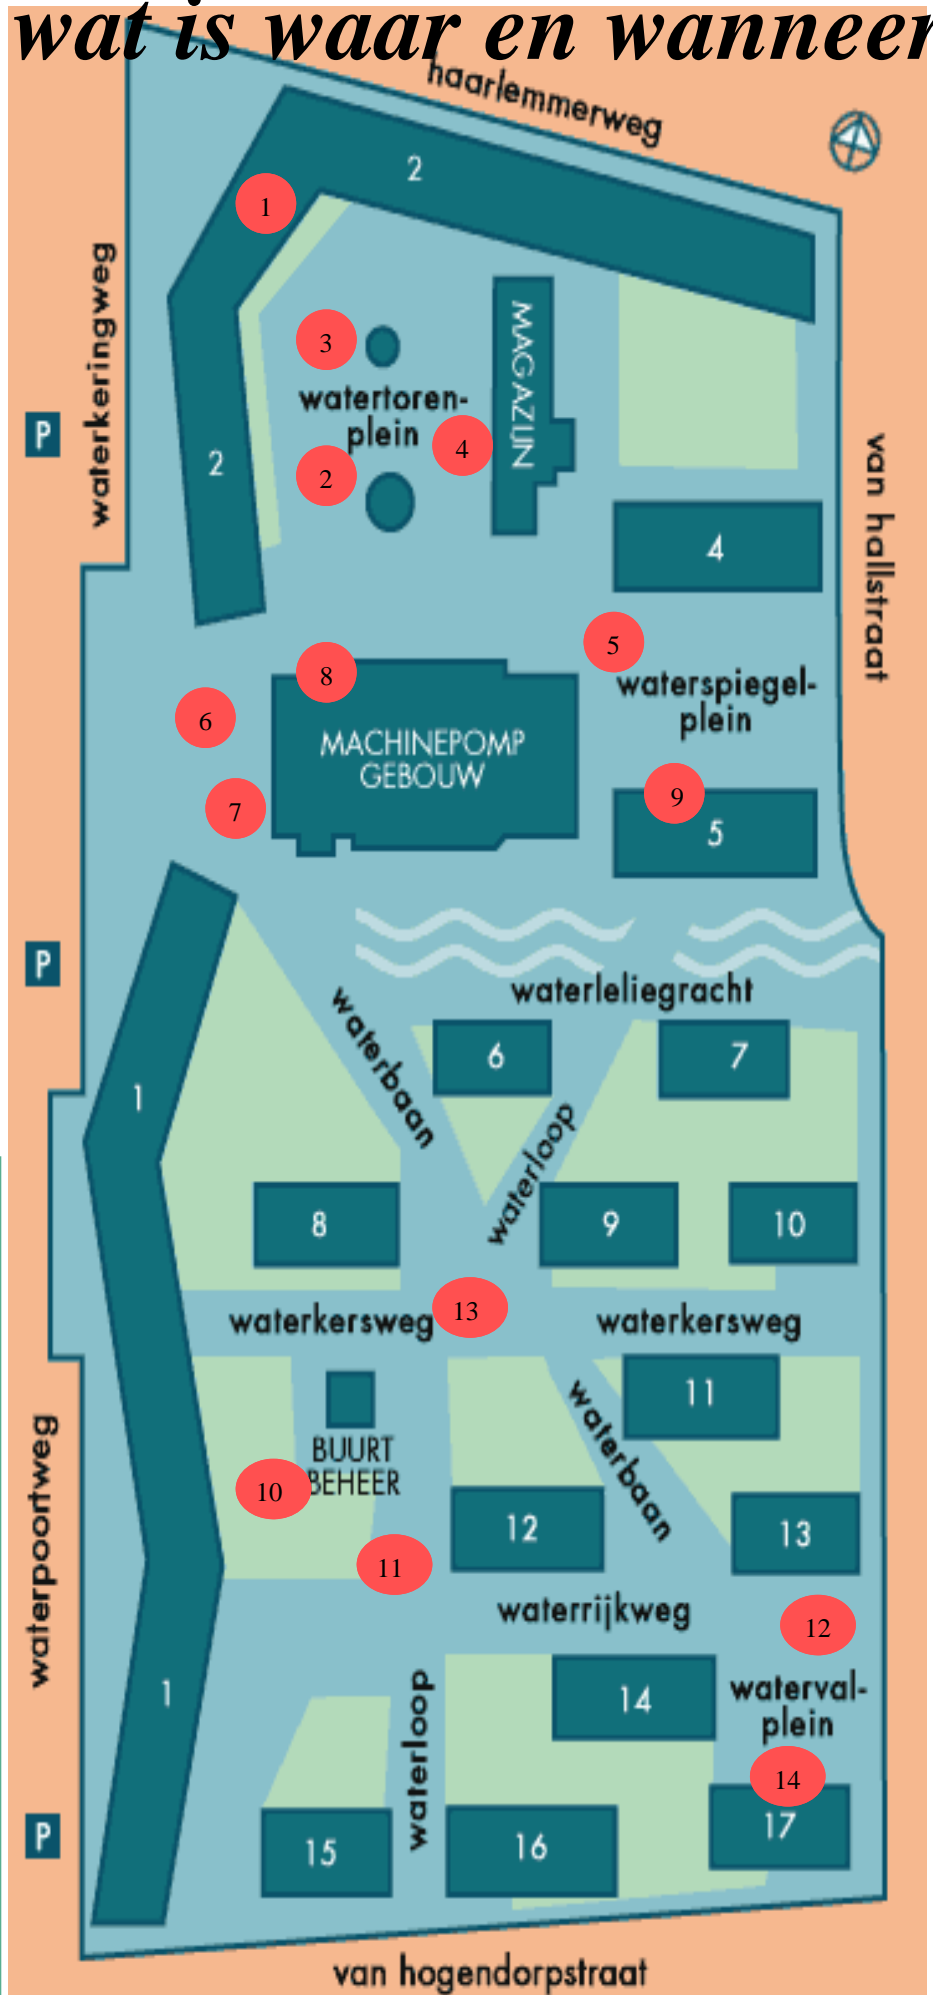 wat is waar en wanneer
haarlemmerweg
2
1
waterkeringweg
3
MAGAZIJN
watertoren-
plein
4
P
2
2
van hallstraat
4
5
8
waterspiegel-
plein
6
MACHINEPOMP
GEBOUW
9
7
5
P
waterleliegracht
waterbaan
6
7
1
waterloop
8
9
10
13
waterkersweg
waterkersweg
11
waterbaan
BUURT
BEHEER
10
waterpoortweg
12
13
11
waterrijkweg
12
1
14
waterval-
plein
waterloop
14
P
15
16
17
van hogendorpstraat